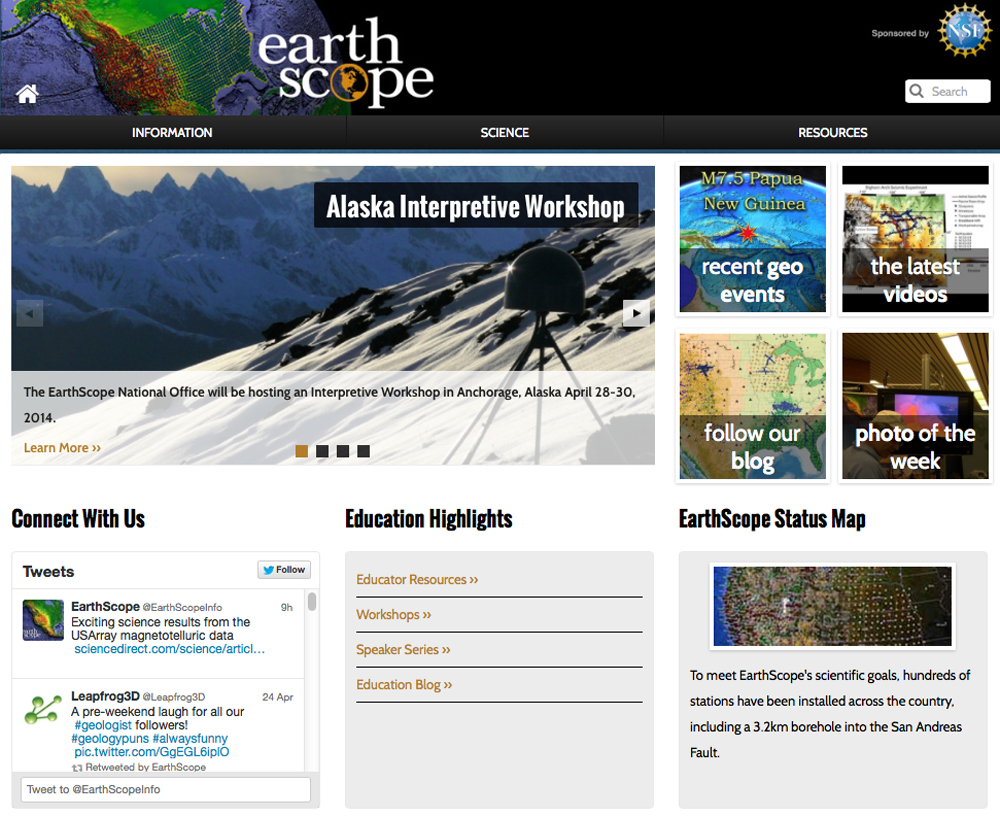 earth
scope
Sponsored by
NSF
Search
INFORMATION
SCIENCE
RESOURCES
Alaska Interpretive Workshop
The EarthScope National Office will be hosting an Interpretive Workshop in Anchorage, Alaska April 28-30,
2014.
Learn More ››
M7.5 Papua
New Guinea
recent geo
events
the latest
videos
follow our
blog
photo of the
week
Connect With Us
Tweets
Follow
earth
scope
EarthScope @EarthScopeInfo 9h
Exciting science results from the
USArray magnetotelluric data
sciencedirect.com/science/articl…
Leapfrog3D @Leapfrog3D 24 Apr
A pre-weekend laugh for all our
#geologist followers!
#geologypuns #alwaysfunny
pic.twitter.com/GgEGL6iplO
Retweeted by EarthScope
Tweet to @EarthScopeInfo
Education Highlights
Educator Resources ››
Workshops ››
Speaker Series ››
Education Blog ››
EarthScope Status Map
To meet EarthScope's scientific goals, hundreds of
stations have been installed across the country,
including a 3.2km borehole into the San Andreas
Fault.